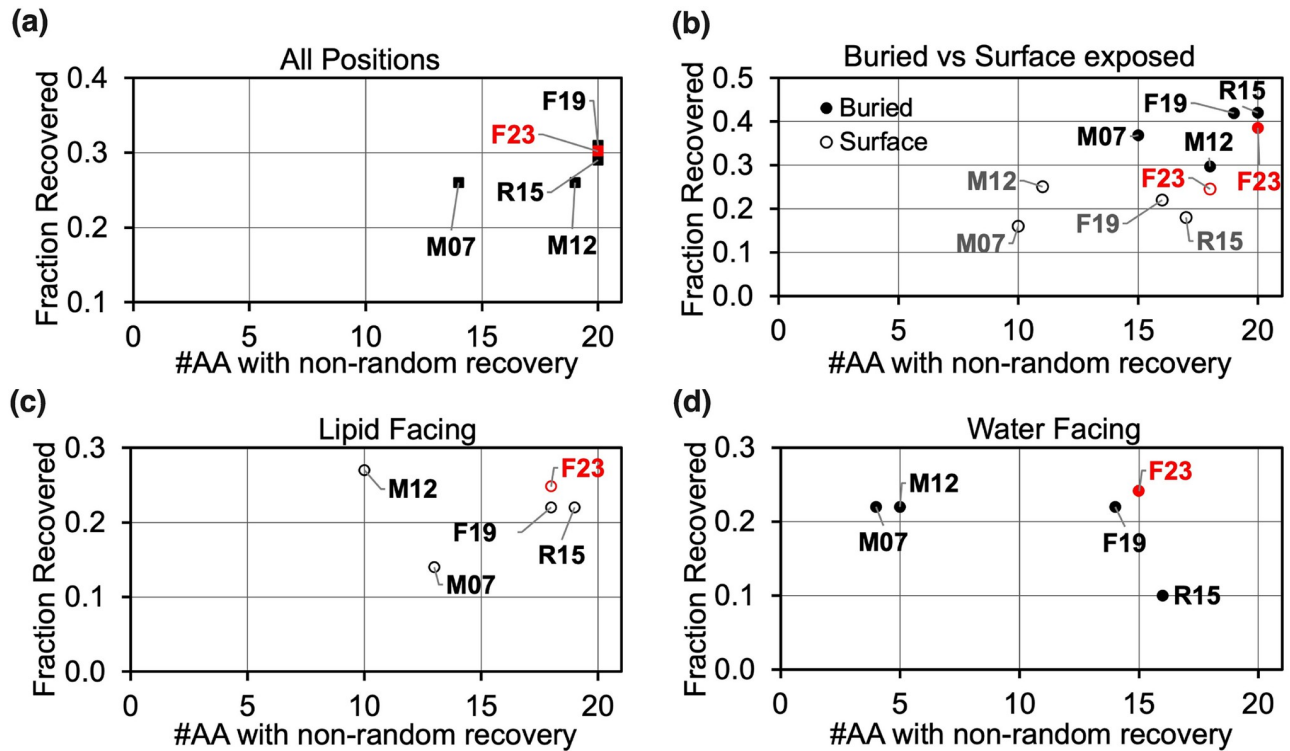 (a)
All Positions
Fraction Recovered
0.4
0.3
0.2
0.1
F19
F23
R15
M07
M12
0
5
10
15
20
#AA with non-random recovery
(b)
Buried vs Surface exposed
Fraction Recovered
0.5
0.4
0.3
0.2
0.1
0.0
Buried
Surface
F19
R15
M07
M12
M12
F23
F23
M07
F19
R15
0
5
10
15
20
#AA with non-random recovery
(c)
Lipid Facing
Fraction Recovered
0.3
0.2
0.1
0.0
F23
M12
F19
R15
M07
0
5
10
15
20
#AA with non-random recovery
(d)
Water Facing
Fraction Recovered
0.3
0.2
0.1
0.0
F23
M12
M07
F19
R15
0
5
10
15
20
#AA with non-random recovery